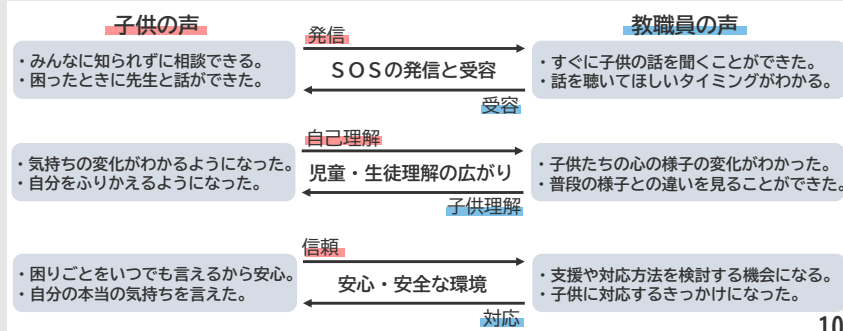 子供の声
教職員の声
・みんなに知られずに相談できる。
・困ったときに先生と話ができた。
発信
SOSの発信と受容
受容
・すぐに子供の話を聞くことができた。
・話を聴いてほしいタイミングがわかる。
・気持ちの変化がわかるようになった。
・自分をふりかえるようになった。
自己理解
児童・生徒理解の広がり
子供理解
・子供たちの心の様子の変化がわかった。
・普段の様子との違いを見ることができた。
・困りごとをいつでも言えるから安心。
・自分の本当の気持ちを言えた。
信頼
安心・安全な環境
対応
・支援や対応方法を検討する機会になる。
・子供に対応するきっかけになった。
10